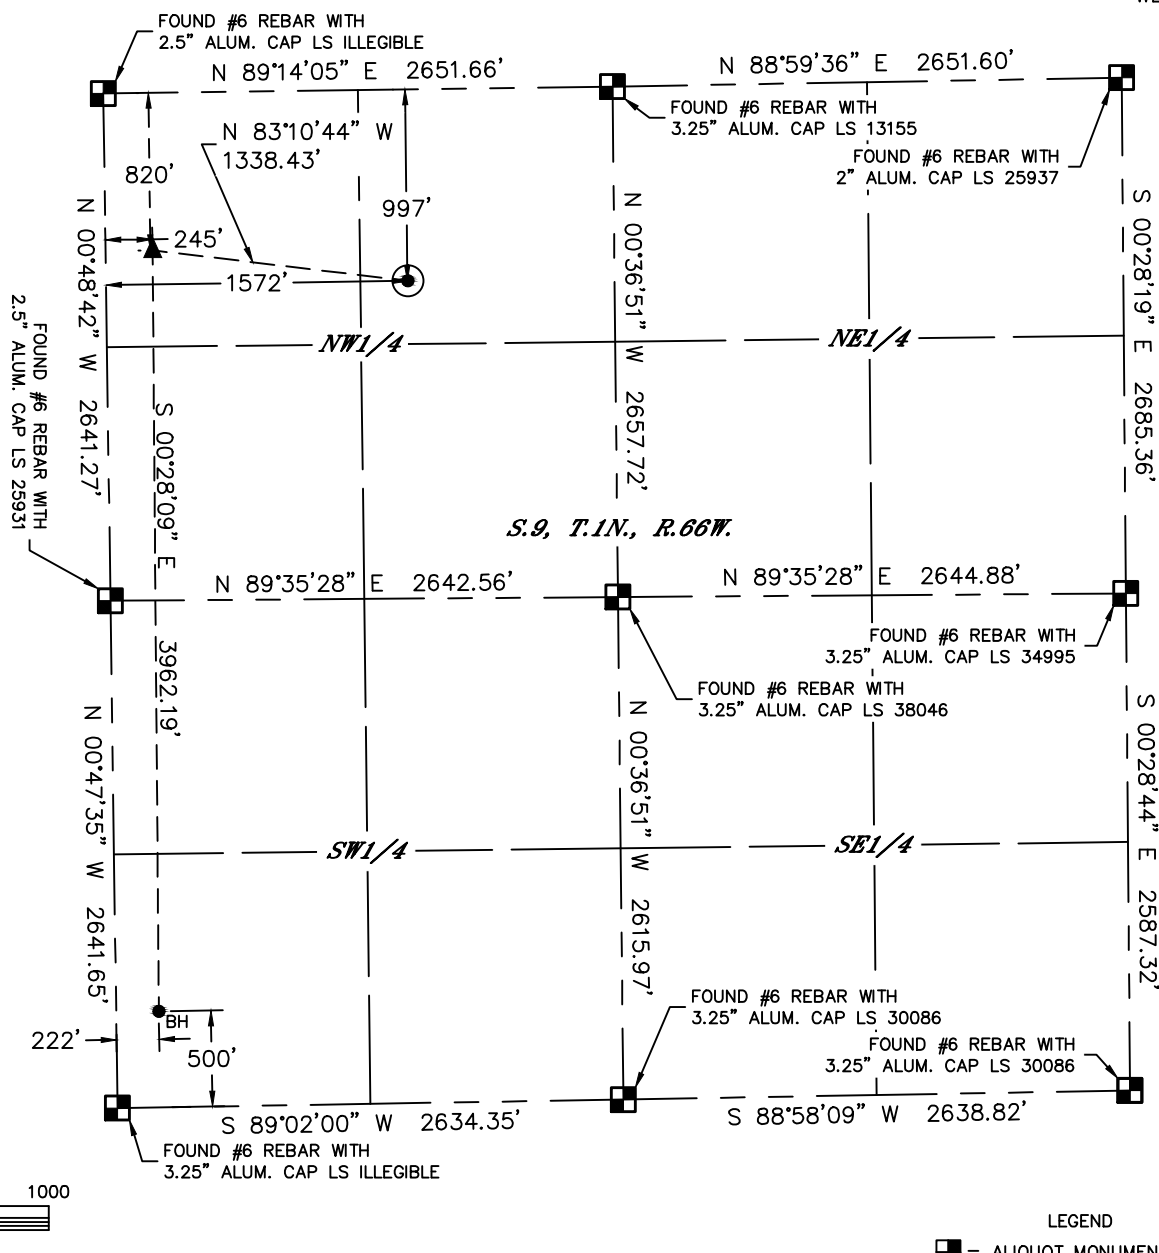 FOUND #6 REBAR WITH
2.5" ALUM. CAP LS ILLEGIBLE
N 89°14'05" E 2651.66'
N 88°59'36" E 2651.60'
FOUND #6 REBAR WITH
3.25" ALUM. CAP LS 13155
FOUND #6 REBAR WITH
2" ALUM. CAP LS 25937
N 83°10'44" W
1338.43'
820'
997'
245'
1572'
N 00°48'42" W 2641.27'
N 00°36'51" W 2657.72'
S 00°28'19" E 2685.36'
FOUND #6 REBAR WITH
2.5" ALUM. CAP LS 25931
NW1/4
NE1/4
S 00°28'09" E 3962.19'
S.9, T.1N., R.66W.
N 89°35'28" E 2642.56'
N 89°35'28" E 2644.88'
FOUND #6 REBAR WITH
3.25" ALUM. CAP LS 34995
FOUND #6 REBAR WITH
3.25" ALUM. CAP LS 38046
N 00°47'35" W 2641.65'
N 00°36'51" W 2615.97'
S 00°28'44" E 2587.32'
SW1/4
SE1/4
BH
222'
500'
FOUND #6 REBAR WITH
3.25" ALUM. CAP LS 30086
FOUND #6 REBAR WITH
3.25" ALUM. CAP LS 30086
S 89°02'00" W 2634.35'
S 88°58'09" W 2638.82'
FOUND #6 REBAR WITH
3.25" ALUM. CAP LS ILLEGIBLE
1000
LEGEND
= ALIQUOT MONUMEN